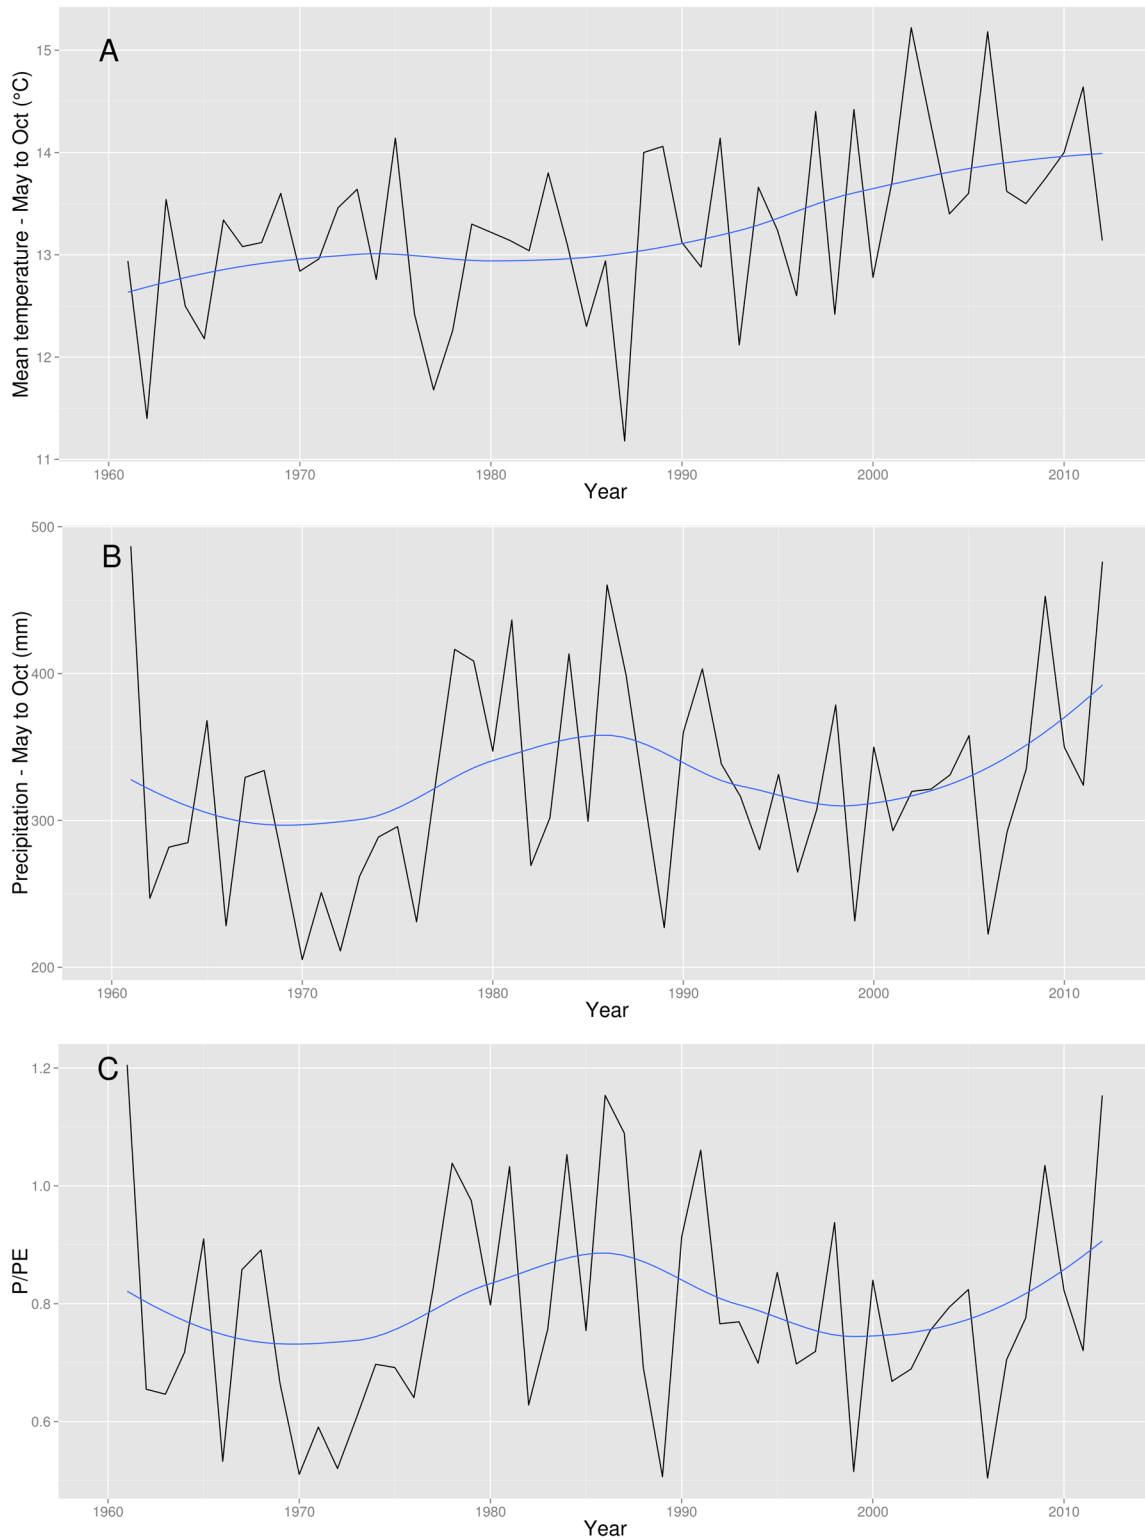 A
Mean temperature - May to Oct (°C)
15
14
13
12
11
1960 1970 1980 1990 2000 2010
Year
B
Precipitation - May to Oct (mm)
500
400
300
200
1960 1970 1980 1990 2000 2010
Year
C
P/PE
1.2
1.0
0.8
0.6
1960 1970 1980 1990 2000 2010
Year